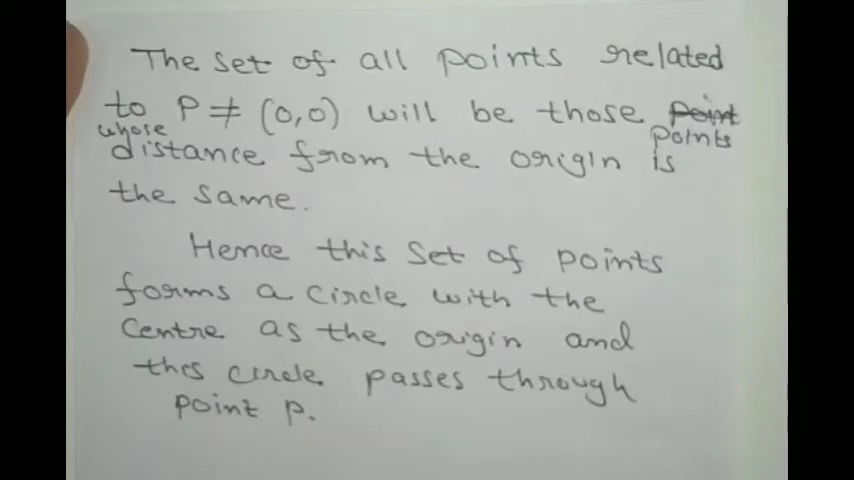 The set of all points related
to P ≠ (0,0) will be those point
whose points
distance from the origin is
the same.
Hence this set of points
forms a circle with the
Centre as the origin and
this circle passes through
point P.